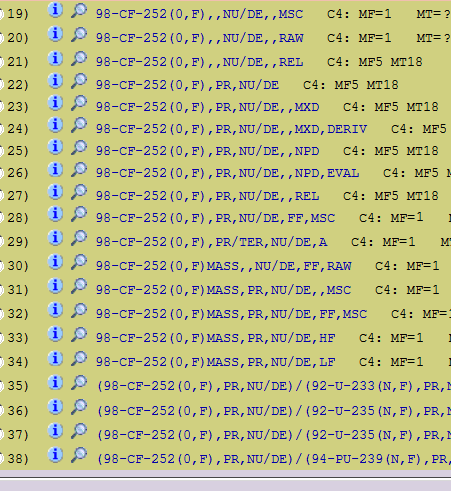 19) 98-CF-252(0,F),,NU/DE,,MSC C4: MF=1 MT=?
20) 98-CF-252(0,F),,NU/DE,,RAW C4: MF=1 MT=?
21) 98-CF-252(0,F),,NU/DE,,REL C4: MF5 MT18
22) 98-CF-252(0,F),PR,NU/DE C4: MF5 MT18
23) 98-CF-252(0,F),PR,NU/DE,,MXD C4: MF5 MT18
24) 98-CF-252(0,F),PR,NU/DE,,MXD,DERIV C4: MF5
25) 98-CF-252(0,F),PR,NU/DE,,NPD C4: MF5 MT18
26) 98-CF-252(0,F),PR,NU/DE,,NPD,EVAL C4: MF5 M
27) 98-CF-252(0,F),PR,NU/DE,,REL C4: MF5 MT18
28) 98-CF-252(0,F),PR,NU/DE,FF,MSC C4: MF=1
29) 98-CF-252(0,F),PR/TER,NU/DE,A C4: MF=1 M
30) 98-CF-252(0,F)MASS,,NU/DE,FF,RAW C4: MF=1
31) 98-CF-252(0,F)MASS,PR,NU/DE,,MSC C4: MF=1
32) 98-CF-252(0,F)MASS,PR,NU/DE,FF,MSC C4: MF=
33) 98-CF-252(0,F)MASS,PR,NU/DE,HF C4: MF=1
34) 98-CF-252(0,F)MASS,PR,NU/DE,LF C4: MF=1
35) (98-CF-252(0,F),PR,NU/DE)/(92-U-233(N,F),PR,N
36) (98-CF-252(0,F),PR,NU/DE)/(92-U-235(N,F),PR,N
37) (98-CF-252(0,F),PR,NU/DE)/(92-U-235(N,F),PR,N
38) (98-CF-252(0,F),PR,NU/DE)/(94-PU-239(N,F),PR,